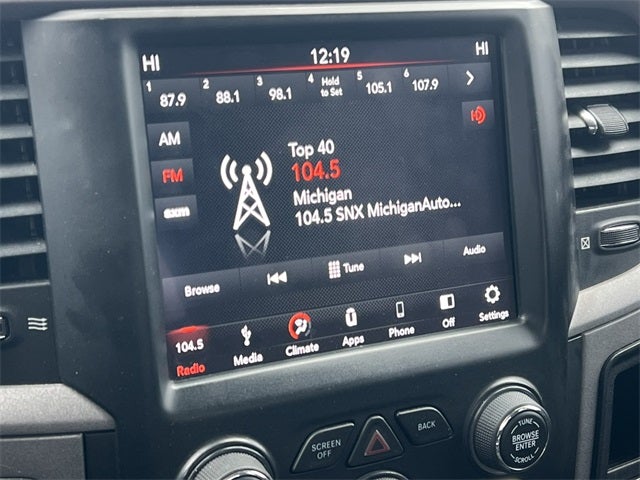 HI 12:19 HI
1 87.9 2 88.1 3 98.1 4 Hold to Set 5 105.1 6 107.9
AM
FM
sxm
Top 40
104.5
Michigan
104.5 SNX MichiganAuto...
Browse Tune Audio
104.5
Radio Media Climate Apps Phone Off Settings
SCREEN OFF
BACK
TUNE
BROWSE
ENTER
SCROLL